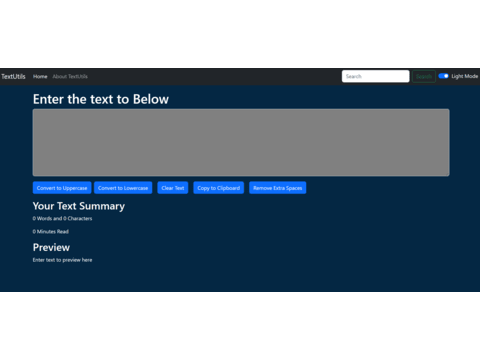 TextUtils Home About TextUtils Search Search Light Mode
Enter the text to Below
Convert to Uppercase Convert to Lowercase Clear Text Copy to Clipboard Remove Extra Spaces
Your Text Summary
0 Words and 0 Characters
0 Minutes Read
Preview
Enter text to preview here